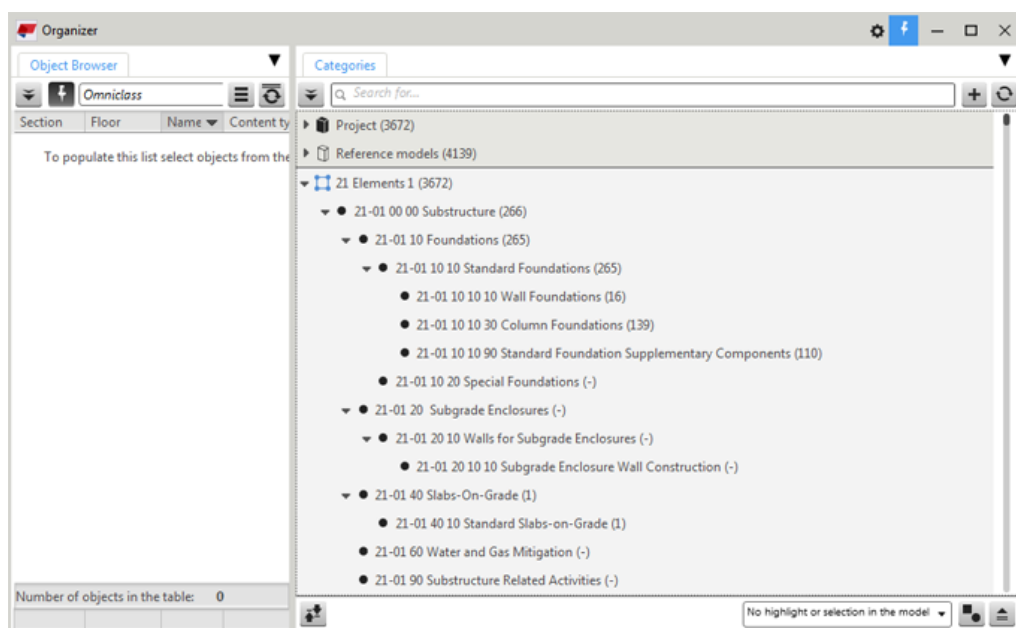 Organizer
Object Browser
Omniclass
Section Floor Name Content ty
To populate this list select objects from the
Number of objects in the table: 0
Categories
Search for...
Project (3672)
Reference models (4139)
21 Elements 1 (3672)
21-01 00 00 Substructure (266)
21-01 10 Foundations (265)
21-01 10 10 Standard Foundations (265)
21-01 10 10 10 Wall Foundations (16)
21-01 10 10 30 Column Foundations (139)
21-01 10 10 90 Standard Foundation Supplementary Components (110)
21-01 10 20 Special Foundations (-)
21-01 20 Subgrade Enclosures (-)
21-01 20 10 Walls for Subgrade Enclosures (-)
21-01 20 10 10 Subgrade Enclosure Wall Construction (-)
21-01 40 Slabs-On-Grade (1)
21-01 40 10 Standard Slabs-on-Grade (1)
21-01 60 Water and Gas Mitigation (-)
21-01 90 Substructure Related Activities (-)
No highlight or selection in the model